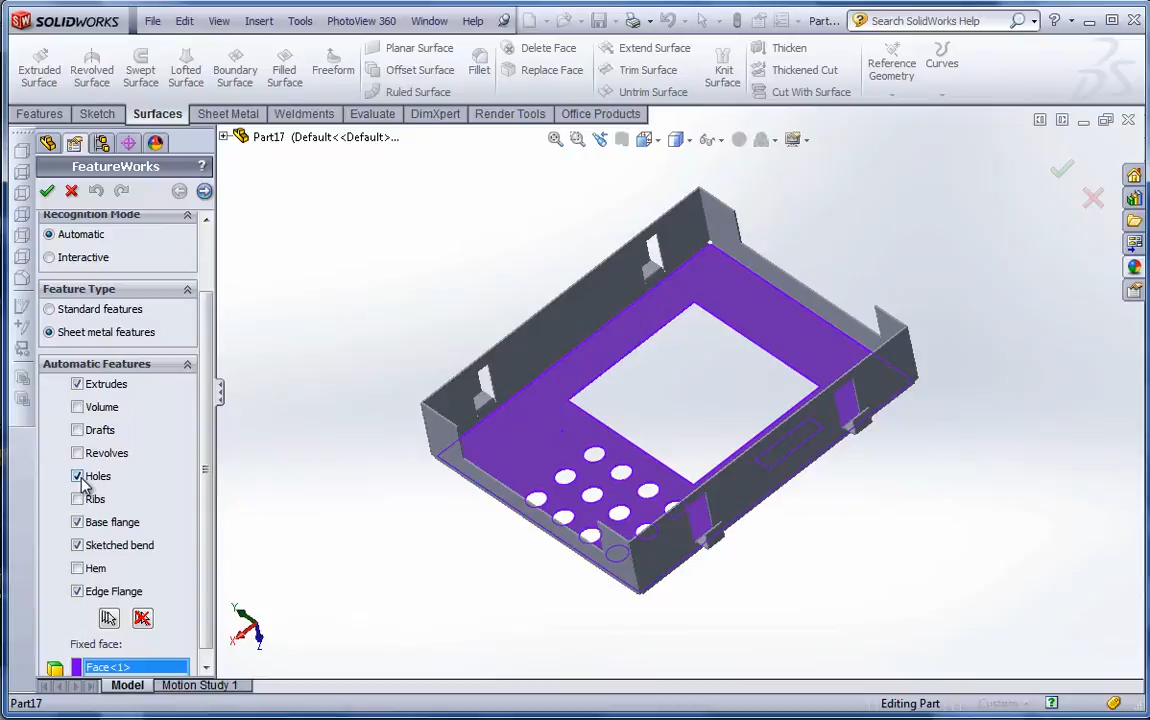 SOLIDWORKS File Edit View Insert Tools PhotoView 360 Window Help Part... Search SolidWorks Help
Extruded Surface Revolved Surface Swept Surface Lofted Surface Boundary Surface Filled Surface Freeform Planar Surface Offset Surface Ruled Surface Fillet Delete Face Replace Face Extend Surface Trim Surface Untrim Surface Knit Surface Thicken Thickened Cut Cut With Surface Reference Geometry Curves
Features Sketch Surfaces Sheet Metal Weldments Evaluate DimXpert Render Tools Office Products
Part17 (Default<<Default>...
FeatureWorks ?
Recognition Mode
Automatic
Interactive
Feature Type
Standard features
Sheet metal features
Automatic Features
Extrudes
Volume
Drafts
Revolves
Holes
Ribs
Base flange
Sketched bend
Hem
Edge Flange
Fixed face:
Face<1>
Y
X
Z
Model Motion Study 1
Part17 Editing Part Custom